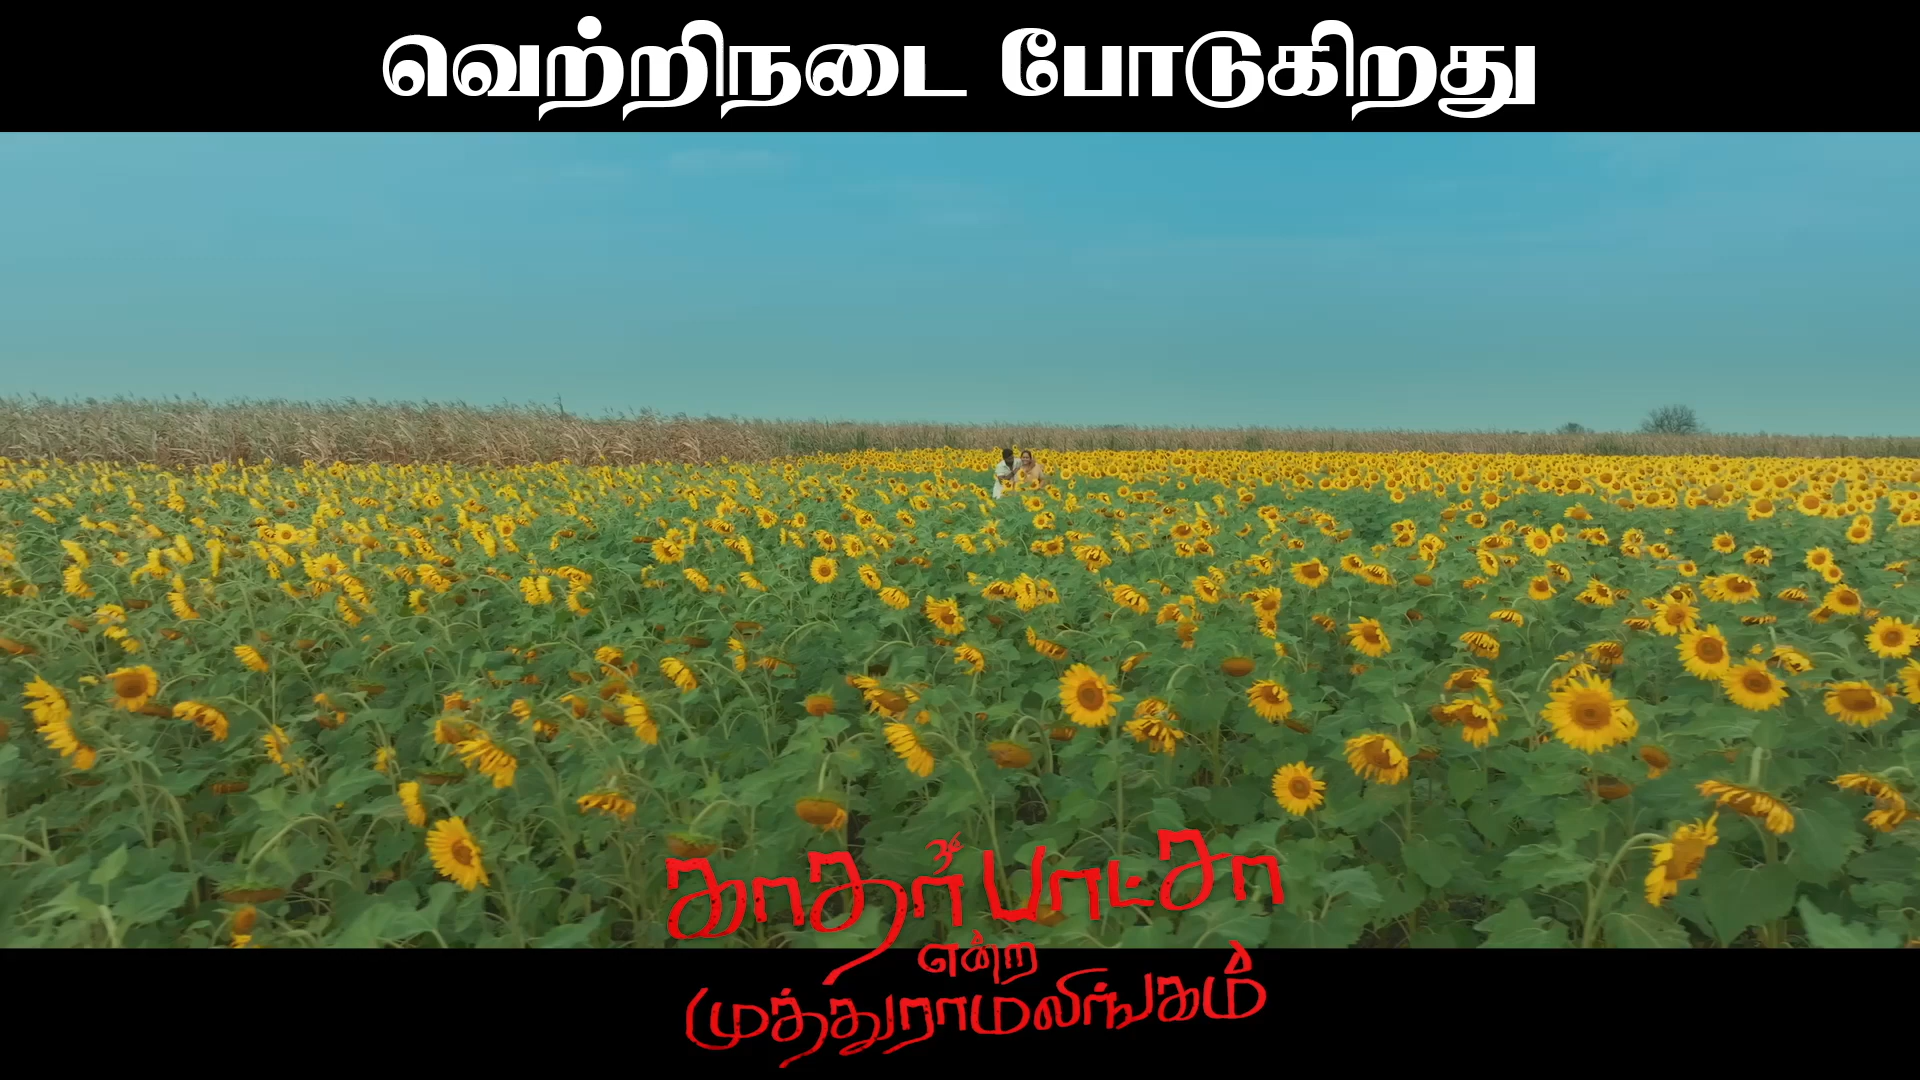 வெற்றிநடை போடுகிறது
காதர் பாட்சா
என்ற
முத்துராமலிங்கம்